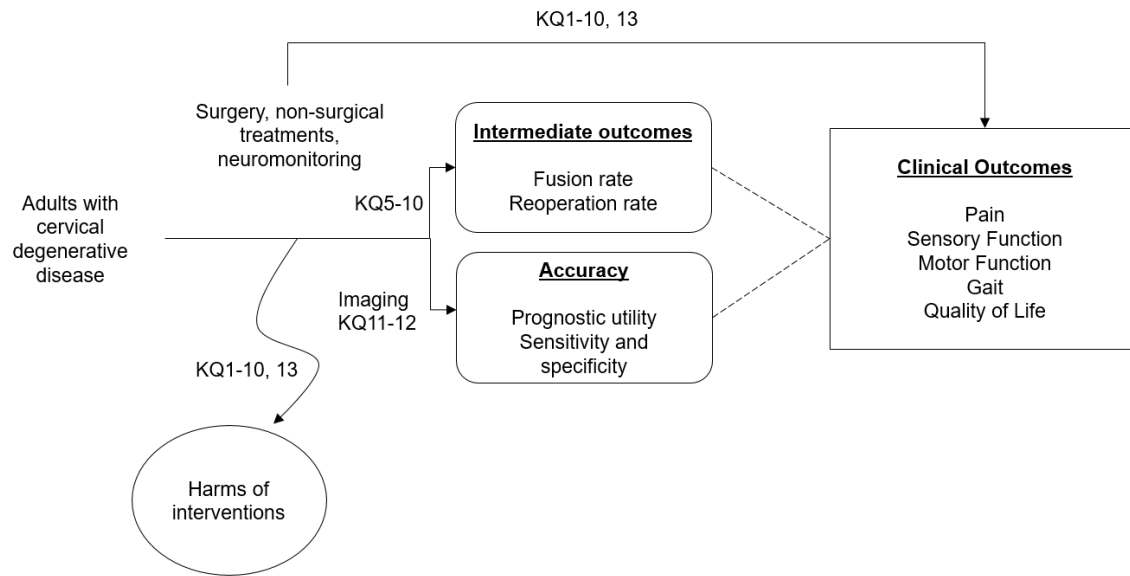 KQ1-10, 13
Surgery, non-surgical
treatments,
neuromonitoring
Adults with
cervical
degenerative
disease
KQ5-10
Intermediate outcomes
Fusion rate
Reoperation rate
Imaging
KQ11-12
Accuracy
Prognostic utility
Sensitivity and
specificity
Clinical Outcomes
Pain
Sensory Function
Motor Function
Gait
Quality of Life
KQ1-10, 13
Harms of
interventions